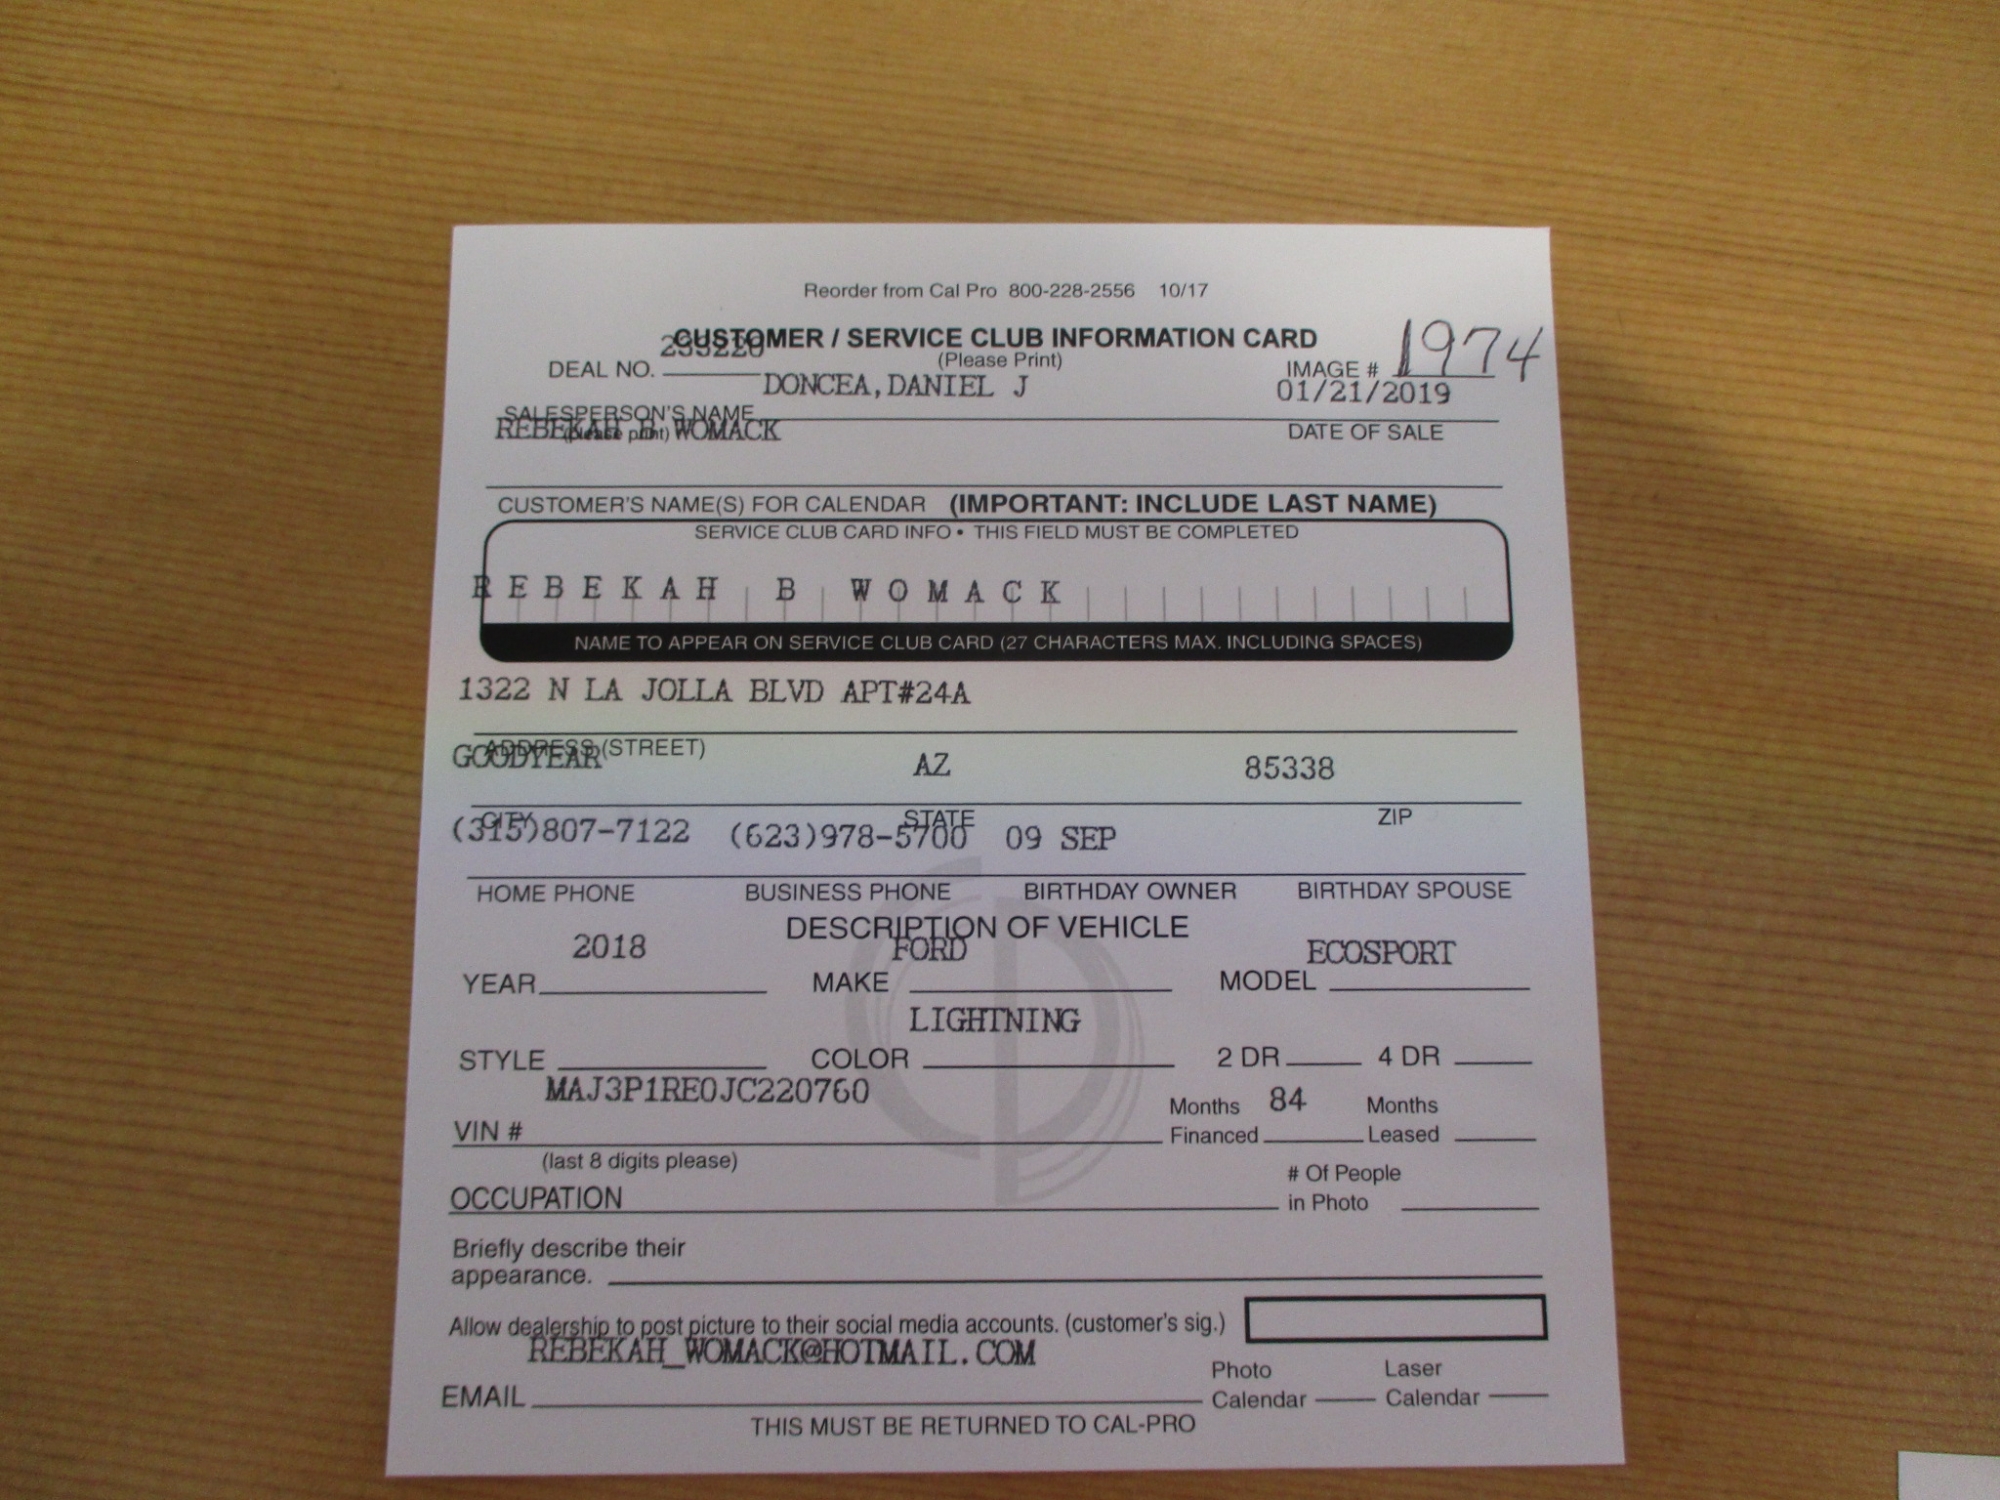 Reorder from Cal Pro 800-228-2556 10/17
CUSTOMER / SERVICE CLUB INFORMATION CARD
(Please Print)
DEAL NO. IMAGE # 1974
DONCEA,DANIEL J 01/21/2019
SALESPERSON'S NAME
(please print) DATE OF SALE
REBEKAH B WOMACK
CUSTOMER'S NAME(S) FOR CALENDAR (IMPORTANT: INCLUDE LAST NAME)
SERVICE CLUB CARD INFO • THIS FIELD MUST BE COMPLETED
REBEKAH B WOMACK
NAME TO APPEAR ON SERVICE CLUB CARD (27 CHARACTERS MAX. INCLUDING SPACES)
1322 N LA JOLLA BLVD APT#24A
ADDRESS (STREET)
GOODYEAR AZ 85338
CITY STATE ZIP
(315)807-7122 (623)978-5700 09 SEP
HOME PHONE BUSINESS PHONE BIRTHDAY OWNER BIRTHDAY SPOUSE
DESCRIPTION OF VEHICLE
2018 FORD ECOSPORT
YEAR MAKE MODEL
LIGHTNING
STYLE COLOR 2 DR 4 DR
MAJ3P1RE0JC220760
VIN # Months Financed 84 Months Leased
(last 8 digits please)
OCCUPATION # Of People in Photo
Briefly describe their
appearance.
Allow dealership to post picture to their social media accounts. (customer's sig.)
REBEKAH_WOMACK@HOTMAIL.COM
EMAIL Photo Calendar Laser Calendar
THIS MUST BE RETURNED TO CAL-PRO